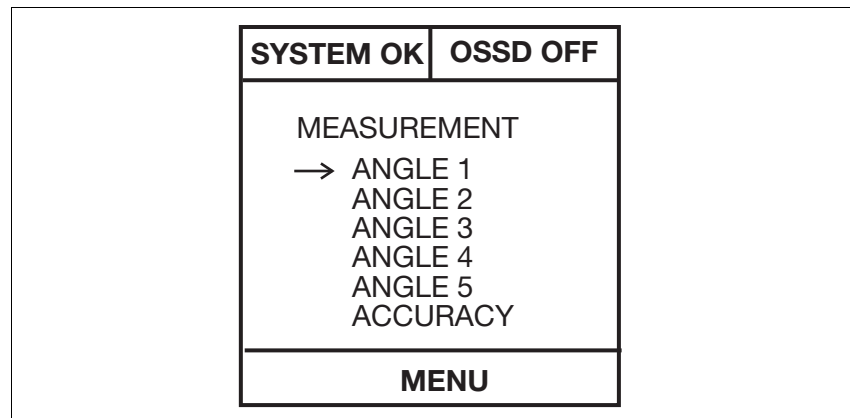 SYSTEM OK OSSD OFF
MEASUREMENT
→ ANGLE 1
ANGLE 2
ANGLE 3
ANGLE 4
ANGLE 5
ACCURACY
MENU